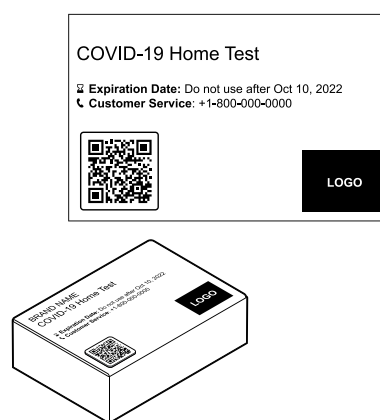 COVID-19 Home Test
Expiration Date: Do not use after Oct 10, 2022
Customer Service: +1-800-000-0000
LOGO
BRAND NAME
COVID-19 Home Test
Expiration Date: Do not use after Oct 10, 2022
Customer Service: +1-800-000-0000
LOGO